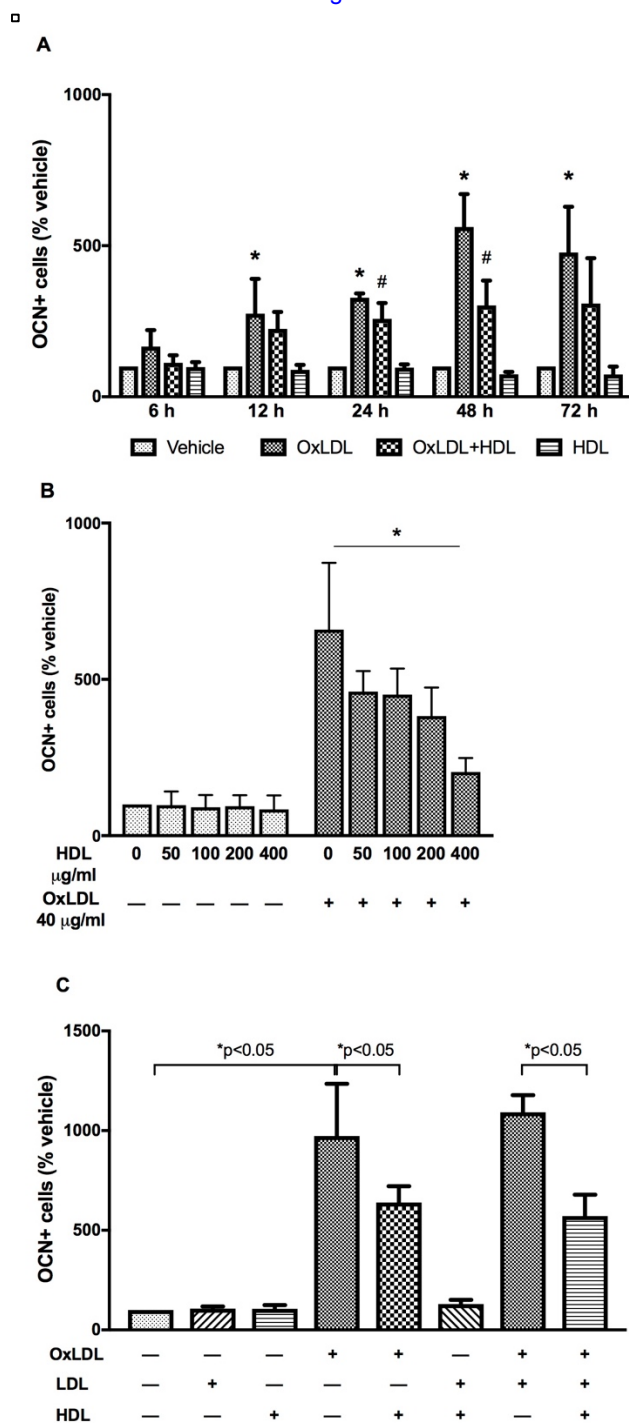 g
A
1000
500
0
OCN+ cells (% vehicle)
* * # * # *
6 h 12 h 24 h 48 h 72 h
Vehicle OxLDL OxLDL+HDL HDL
B
1000
500
0
OCN+ cells (% vehicle)
*
HDL 0 50 100 200 400 0 50 100 200 400
µg/ml
OxLDL — — — — — + + + + +
40 µg/ml
C
1500
1000
500
0
OCN+ cells (% vehicle)
*p<0.05 *p<0.05 *p<0.05
OxLDL — — — + + — + +
LDL — + — — — + + +
HDL — — + — + + — +